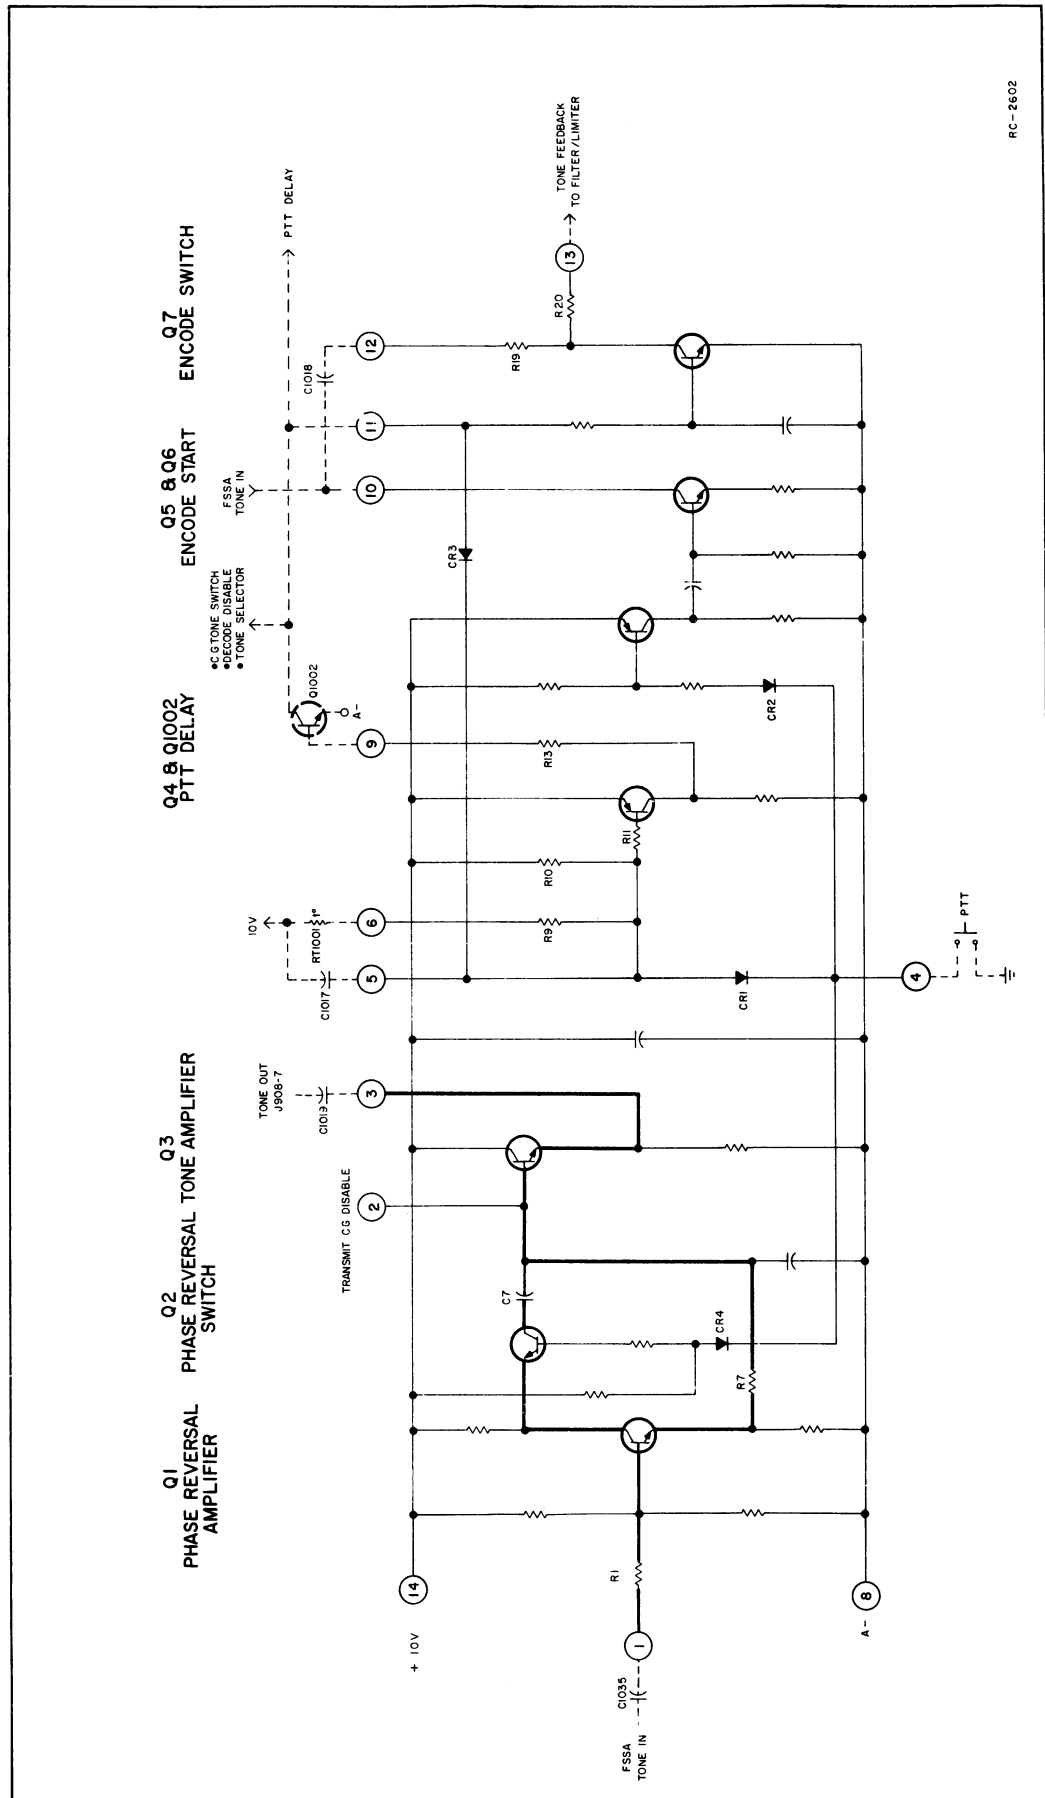 Q1
PHASE REVERSAL
AMPLIFIER
Q2
PHASE REVERSAL
SWITCH
Q3
TONE AMPLIFIER
Q4 & Q1002
PTT DELAY
Q5 & Q6
ENCODE START
Q7
ENCODE SWITCH
FSSA
TONE IN
C1035
1
R1
+ 10V
14
A-
8
R7
CR4
C7
TRANSMIT CG DISABLE
2
TONE OUT
J908-7
C1019
3
C1017
5
10V
RT1001
1°
6
R9
R10
R11
CR1
4
PTT
9
R13
Q1002
A-
CR2
•CG TONE SWITCH
•DECODE DISABLE
•TONE SELECTOR
CR3
FSSA
TONE IN
10
11
C1018
12
PTT DELAY
R19
R20
13
TONE FEEDBACK
TO FILTER/LIMITER
RC-2602